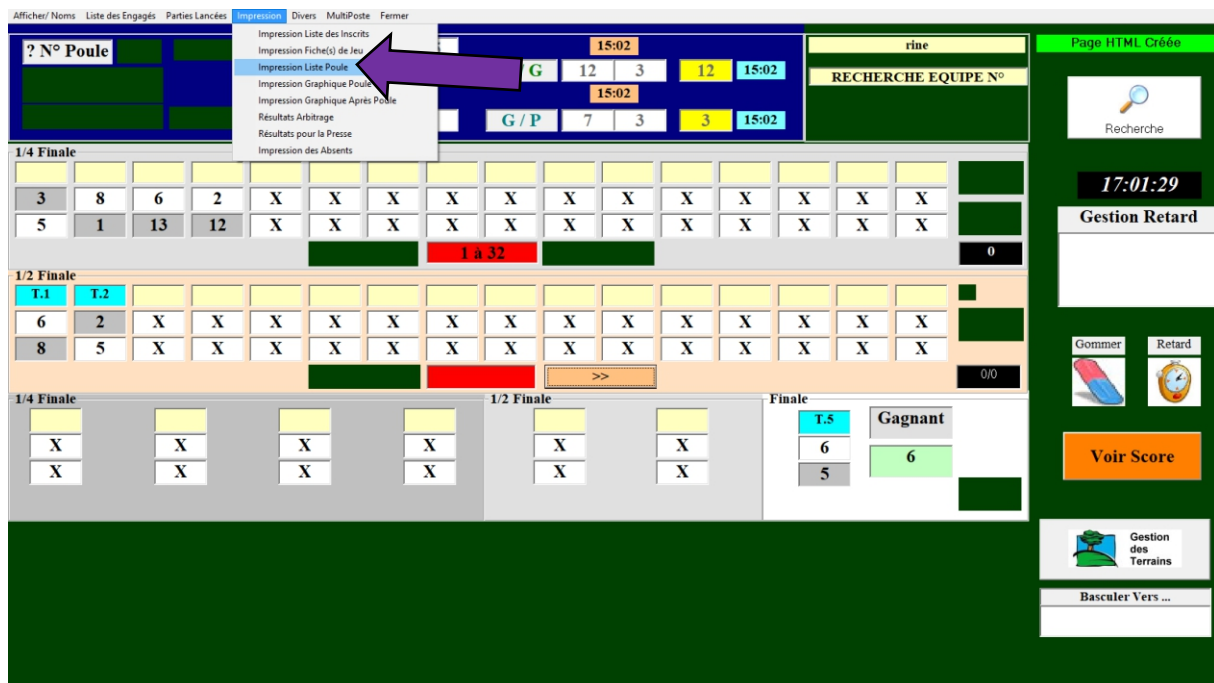 Afficher/ Noms Liste des Engagés Parties Lancées Impression Divers MultiPoste Fermer
Impression Liste des Inscrits
Impression Fiche(s) de Jeu
Impression Liste Poule
Impression Graphique Poule
Impression Graphique Après Poule
Résultats Arbitrage
Résultats pour la Presse
Impression des Absents
? N° Poule
15:02
G 12 3 12 15:02
15:02
G / P 7 3 3 15:02
rine
RECHERCHE EQUIPE N°
Page HTML Créée
Recherche
17:01:29
Gestion Retard
1/4 Finale
3 8 6 2 X X X X X X X X X X X X
5 1 13 12 X X X X X X X X X X X X
1 à 32 0
1/2 Finale
T.1 T.2
6 2 X X X X X X X X X X X X X X
8 5 X X X X X X X X X X X X X X
>> 0/0
Gommer Retard
1/4 Finale 1/2 Finale Finale
T.5 Gagnant
X X X X X X 6
6
X X X X X X 5
Voir Score
Gestion
des
Terrains
Basculer Vers ...